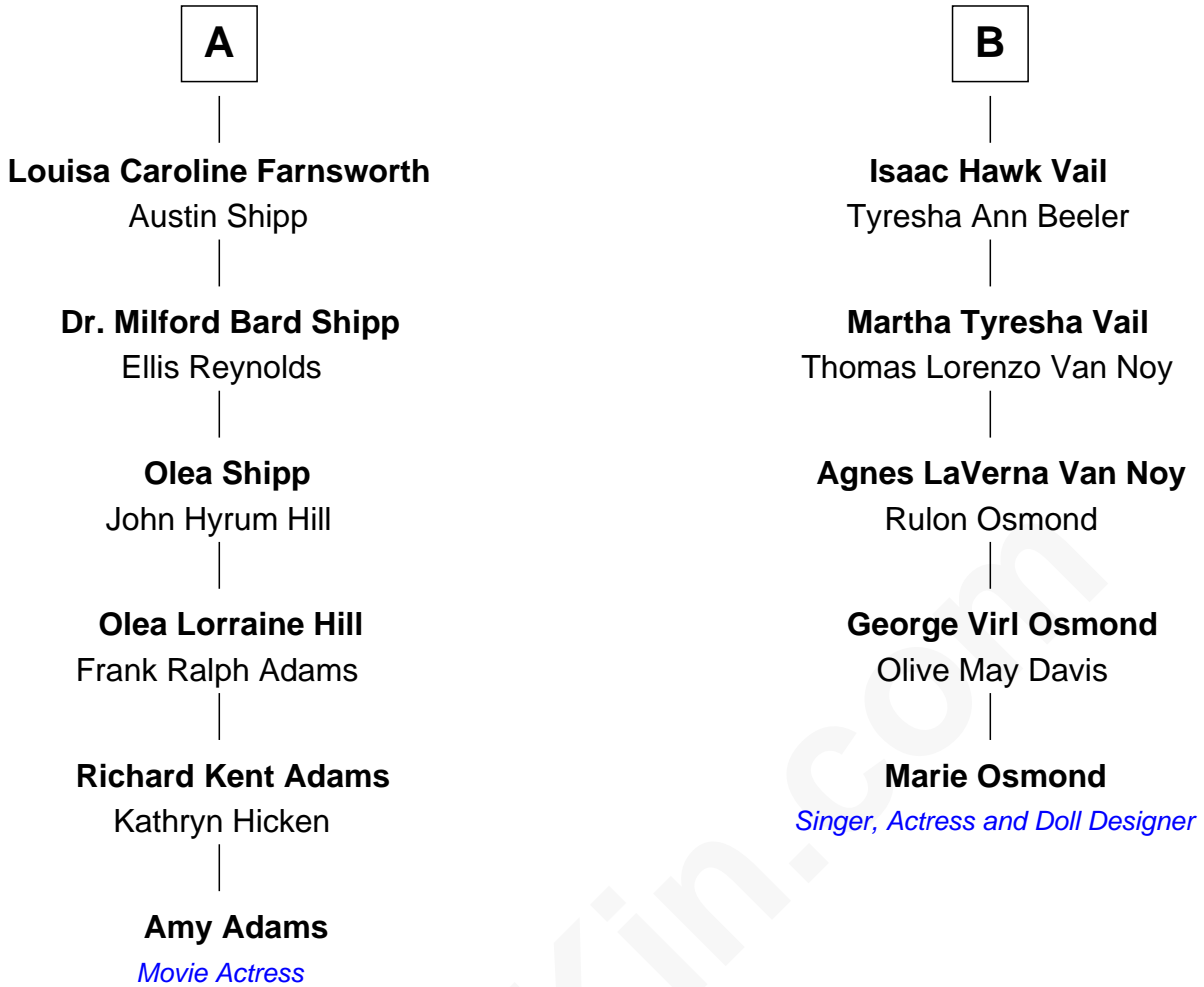 A
Louisa Caroline Farnsworth
Austin Shipp
Dr. Milford Bard Shipp
Ellis Reynolds
Olea Shipp
John Hyrum Hill
Olea Lorraine Hill
Frank Ralph Adams
Richard Kent Adams
Kathryn Hicken
Amy Adams
Movie Actress
B
Isaac Hawk Vail
Tyresha Ann Beeler
Martha Tyresha Vail
Thomas Lorenzo Van Noy
Agnes LaVerna Van Noy
Rulon Osmond
George Virl Osmond
Olive May Davis
Marie Osmond
Singer, Actress and Doll Designer
Kin.com